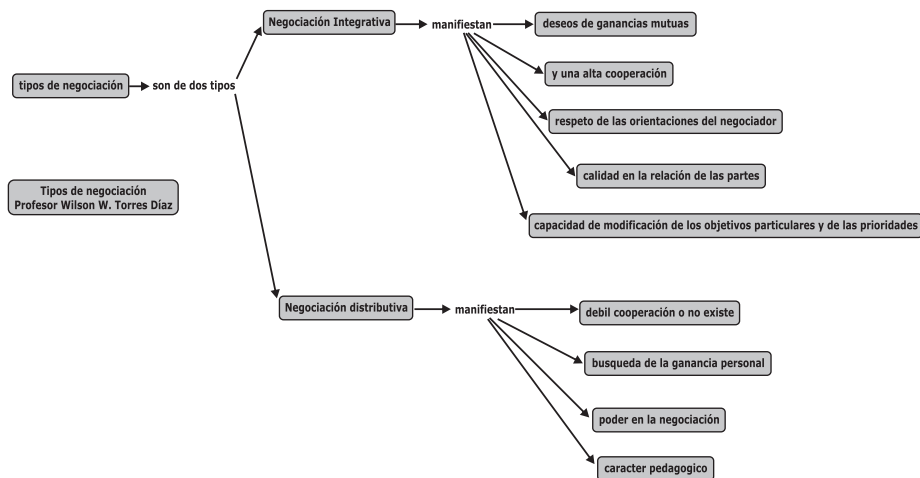 Negociación Integrativa
manifiestan
deseos de ganancias mutuas
y una alta cooperación
tipos de negociación
son de dos tipos
respeto de las orientaciones del negociador
calidad en la relación de las partes
Tipos de negociación
Profesor Wilson W. Torres Díaz
capacidad de modificación de los objetivos particulares y de las prioridades
Negociación distributiva
manifiestan
debil cooperación o no existe
busqueda de la ganancia personal
poder en la negociación
caracter pedagogico